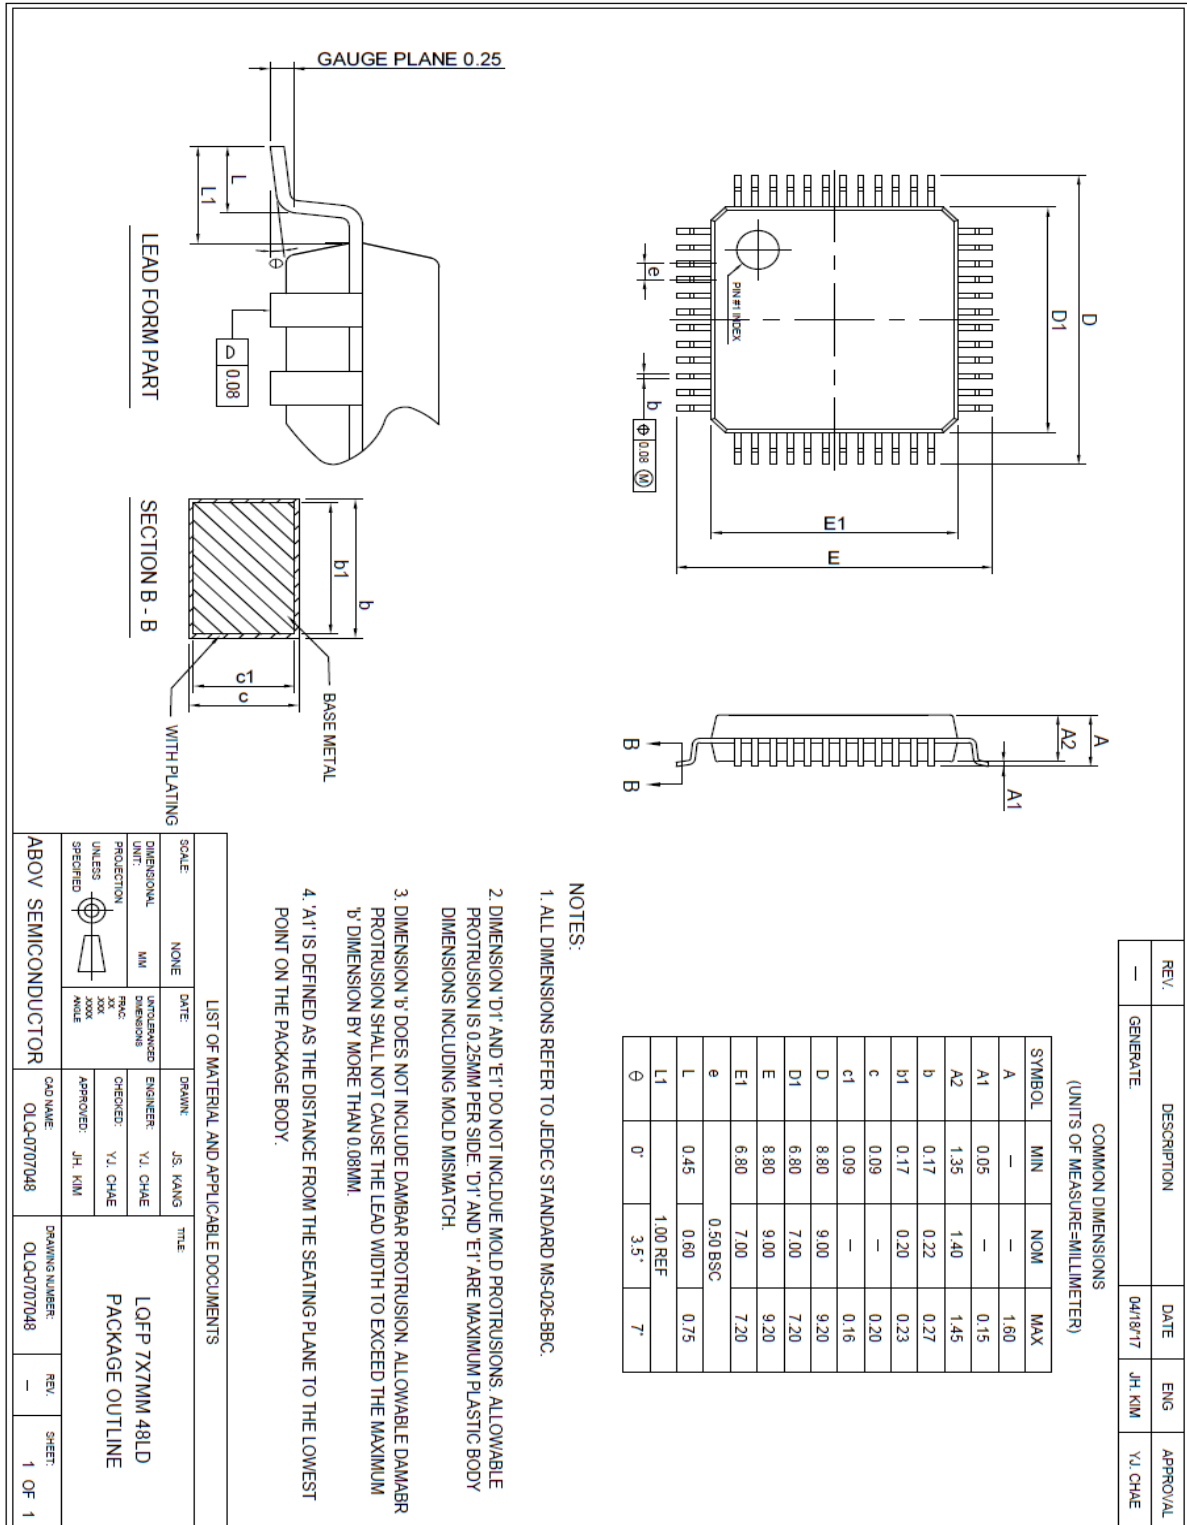 REV. DESCRIPTION DATE ENG APPROVAL
— GENERATE. 04/18/'17 JH. KIM YJ. CHAE
D
D1
PIN #1 INDEX
e
b
⌖ 0.08 Ⓜ
E1
E
A
A2
A1
B B
COMMON DIMENSIONS
(UNITS OF MEASURE=MILLIMETER)
SYMBOL MIN NOM MAX
A — — 1.60
A1 0.05 — 0.15
A2 1.35 1.40 1.45
b 0.17 0.22 0.27
b1 0.17 0.20 0.23
c 0.09 — 0.20
c1 0.09 — 0.16
D 8.80 9.00 9.20
D1 6.80 7.00 7.20
E 8.80 9.00 9.20
E1 6.80 7.00 7.20
e 0.50 BSC
L 0.45 0.60 0.75
L1 1.00 REF
θ 0° 3.5° 7°
GAUGE PLANE 0.25
L
L1
θ
⌓ 0.08
LEAD FORM PART
b
b1
c1
c
BASE METAL
WITH PLATING
SECTION B - B
NOTES:
1. ALL DIMENSIONS REFER TO JEDEC STANDARD MS-026-BBC.
2. DIMENSION 'D1' AND 'E1' DO NOT INCLDUE MOLD PROTRUSIONS. ALLOWABLE
PROTRUSION IS 0.25MM PER SIDE. 'D1' AND 'E1' ARE MAXIMUM PLASTIC BODY
DIMENSIONS INCLUDING MOLD MISMATCH.
3. DIMENSION 'b' DOES NOT INCLUDE DAMBAR PROTRUSION. ALLOWABLE DAMABR
PROTRUSION SHALL NOT CAUSE THE LEAD WIDTH TO EXCEED THE MAXIMUM
'b' DIMENSION BY MORE THAN 0.08MM.
4. 'A1' IS DEFINED AS THE DISTANCE FROM THE SEATING PLANE TO THE LOWEST
POINT ON THE PACKAGE BODY.
LIST OF MATERIAL AND APPLICABLE DOCUMENTS
SCALE: NONE
DATE:
DRAWN: JS. KANG
TITLE:
DIMENSIONAL
UNIT: MM
UNTOLERANCED
DIMENSIONS
ENGINEER: YJ. CHAE
LQFP 7X7MM 48LD
PACKAGE OUTLINE
PROJECTION
UNLESS
SPECIFIED
FRAC:
XX
XXX
XXXX
ANGLE
CHECKED: YJ. CHAE
APPROVED: JH. KIM
ABOV SEMICONDUCTOR
CAD NAME:
OLQ-0707048
DRAWING NUMBER:
OLQ-0707048
REV.
—
SHEET:
1 OF 1